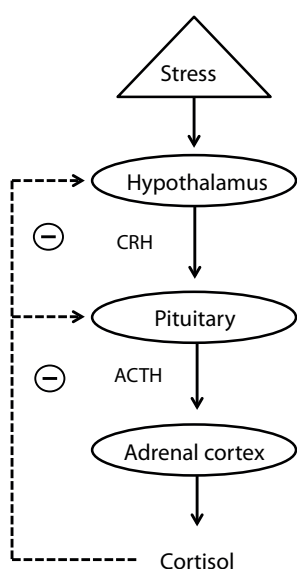 Stress
Hypothalamus
−
CRH
Pituitary
−
ACTH
Adrenal cortex
Cortisol